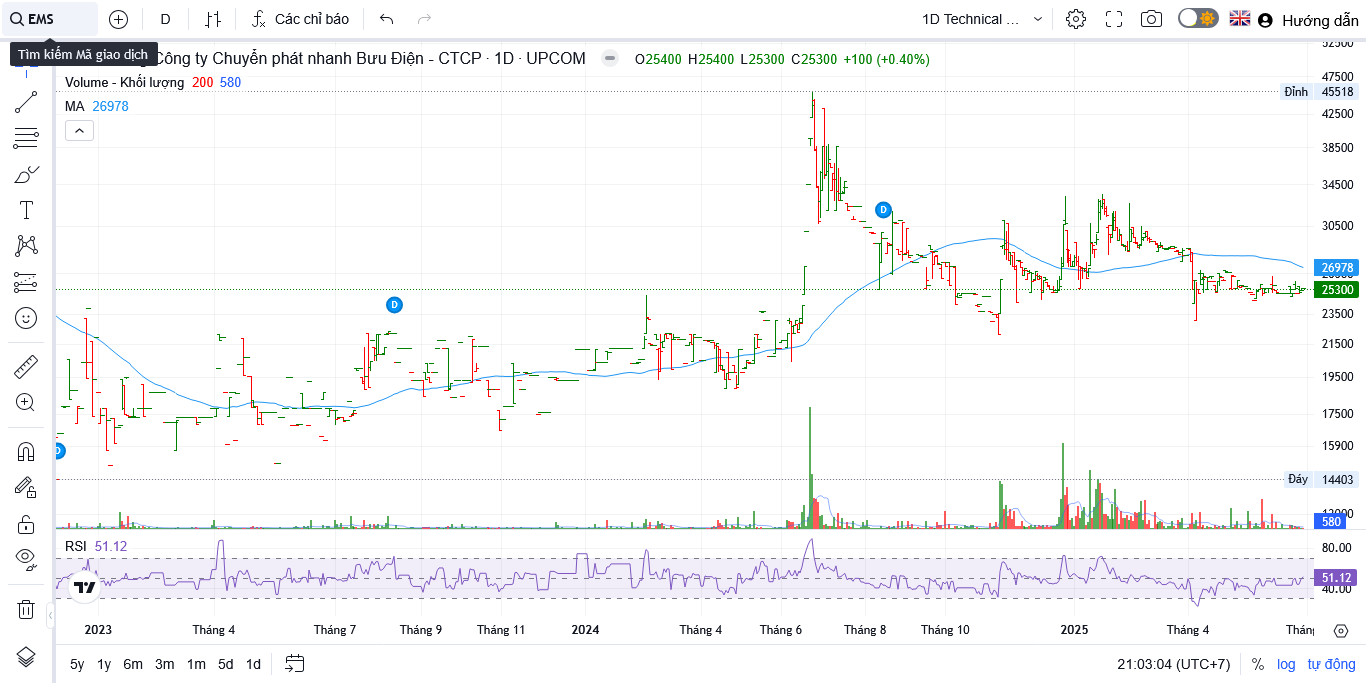 EMS
D
Các chỉ báo
1D Technical ...
Hướng dẫn
Tìm kiếm Mã giao dịch
Công ty Chuyển phát nhanh Bưu Điện - CTCP · 1D · UPCOM
O25400 H25400 L25300 C25300 +100 (+0.40%)
Volume - Khối lượng 200 580
MA 26978
52500
47500
Đỉnh 45518
42500
38500
34500
30500
26978
25300
23500
21500
19500
17500
15900
Đáy 14403
580
D
D
D
RSI 51.12
80.00
51.12
40.00
2023
Tháng 4
Tháng 7
Tháng 9
Tháng 11
2024
Tháng 4
Tháng 6
Tháng 8
Tháng 10
2025
Tháng 4
5y 1y 6m 3m 1m 5d 1d
21:03:04 (UTC+7)
% log tự động